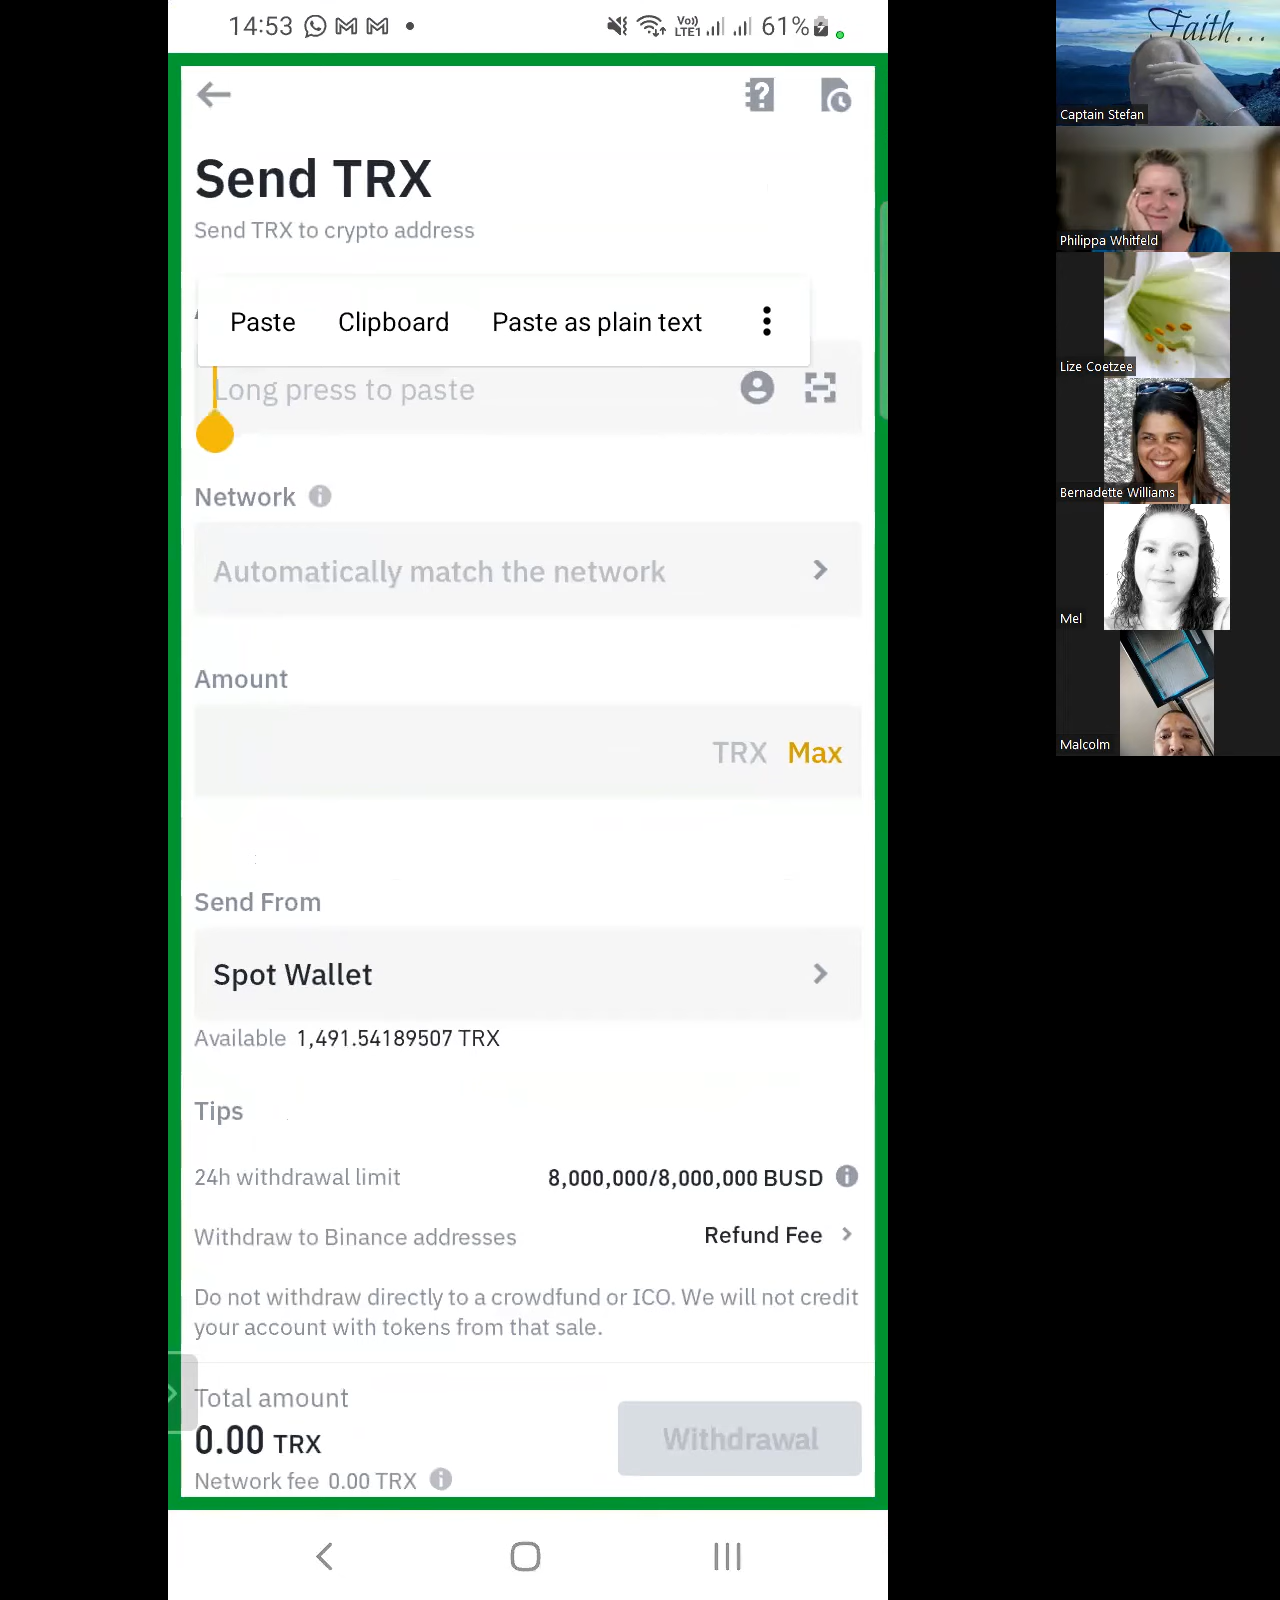 14:53
Vo)) LTE1 61%
Send TRX
Send TRX to crypto address
Paste Clipboard Paste as plain text
Long press to paste
Network
Automatically match the network
Amount
TRX Max
Send From
Spot Wallet
Available 1,491.54189507 TRX
Tips
24h withdrawal limit 8,000,000/8,000,000 BUSD
Withdraw to Binance addresses Refund Fee
Do not withdraw directly to a crowdfund or ICO. We will not credit
your account with tokens from that sale.
Total amount
0.00 TRX
Withdrawal
Network fee 0.00 TRX
Faith...
Captain Stefan
Philippa Whitfeld
Lize Coetzee
Bernadette Williams
Mel
Malcolm